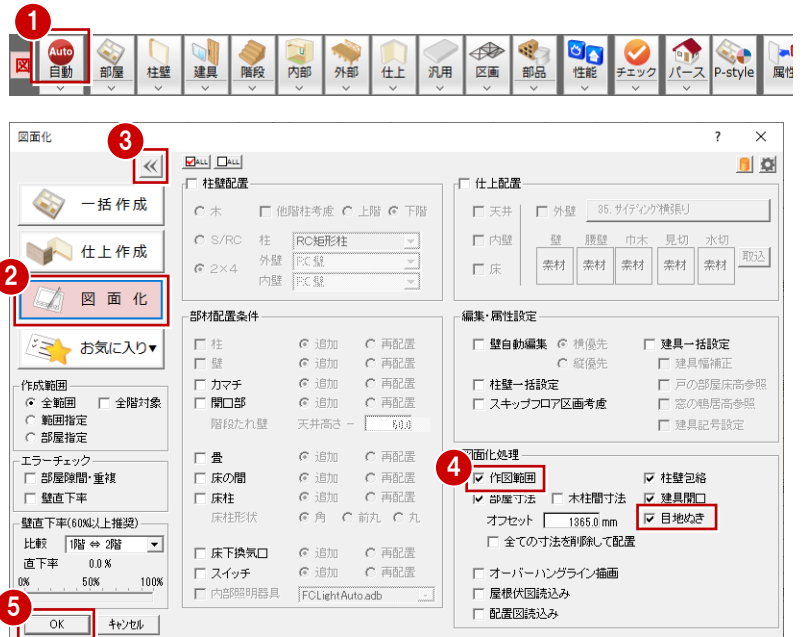 1
図
Auto
自動 部屋 柱壁 建具 階段 内部 外部 仕上 汎用 区画 部品 性能 チェック パース P-style 属性
図面化 ? ×
3
« ALL ALL
一括作成
仕上作成
2
図 面 化
お気に入り▼
作成範囲
全範囲 全階対象
範囲指定
部屋指定
エラーチェック
部屋隙間・重複
壁直下率
壁直下率(60%以上推奨)
比較 1階 ⇔ 2階
直下率 0.0 %
0% 50% 100%
5
OK キャンセル
柱壁配置
木 他階柱考慮 上階 下階
S/RC 柱 RC矩形柱
2×4 外壁 RC壁
内壁 RC壁
部材配置条件
柱 追加 再配置
壁 追加 再配置
カマチ 追加 再配置
開口部 追加 再配置
階段たれ壁 天井高さ - 50.0
畳 追加 再配置
床の間 追加 再配置
床柱 追加 再配置
床柱形状 角 前丸 丸
床下換気口 追加 再配置
スイッチ 追加 再配置
内部照明器具 FCLightAuto.adb
仕上配置
天井 外壁 35. サイディング横張り
内壁 壁 腰壁 巾木 見切 水切
床 素材 素材 素材 素材 素材 取込
編集・属性設定
壁自動編集 横優先 建具一括設定
縦優先 建具幅補正
柱壁一括設定 戸の部屋床高参照
スキップフロア区画考慮 窓の鴨居高参照
建具記号設定
4
図面化処理
作図範囲 柱壁包絡
部屋寸法 木柱間寸法 建具開口
オフセット 1365.0 mm 目地ぬき
全ての寸法を削除して配置
オーバーハングライン描画
屋根伏図読込み
配置図読込み